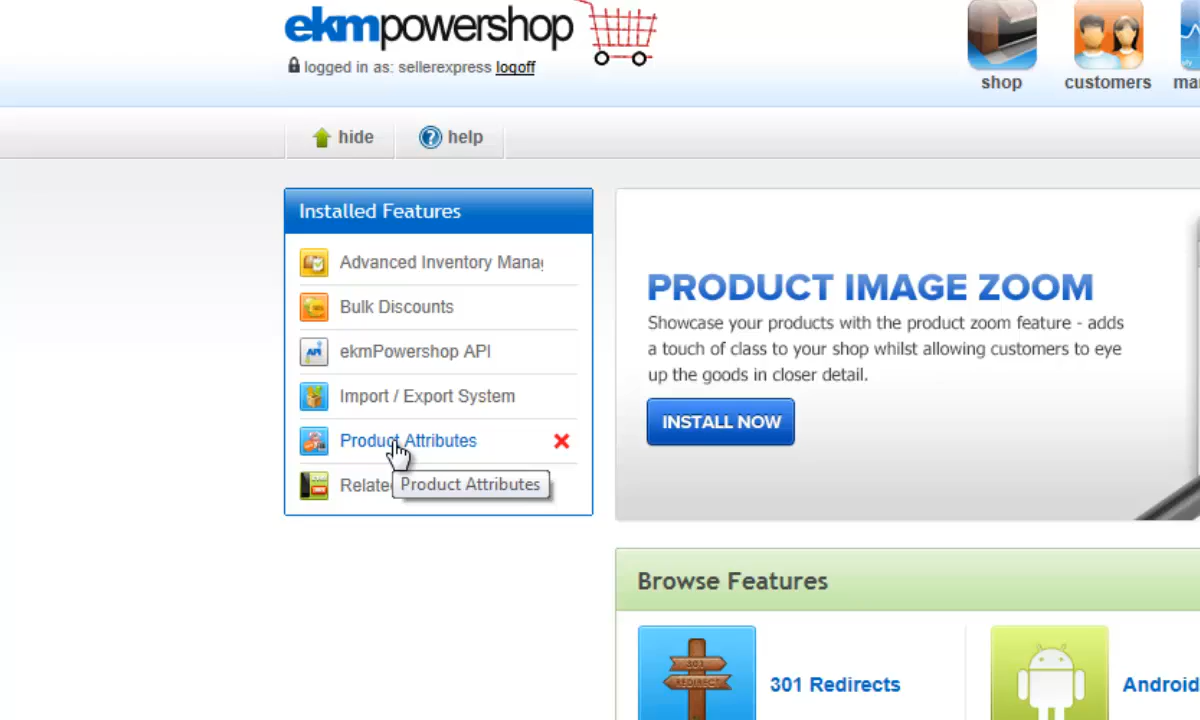 ekmpowershop
logged in as: sellerexpress logoff
shop
customers
hide
help
Installed Features
Advanced Inventory
Bulk Discounts
API
ekmPowershop API
Import / Export System
Product Attributes
Product Attributes
PRODUCT IMAGE ZOOM
Showcase your products with the product zoom feature - adds
a touch of class to your shop whilst allowing customers to eye
up the goods in closer detail.
INSTALL NOW
Browse Features
301
REDIRECT
301 Redirects
Android